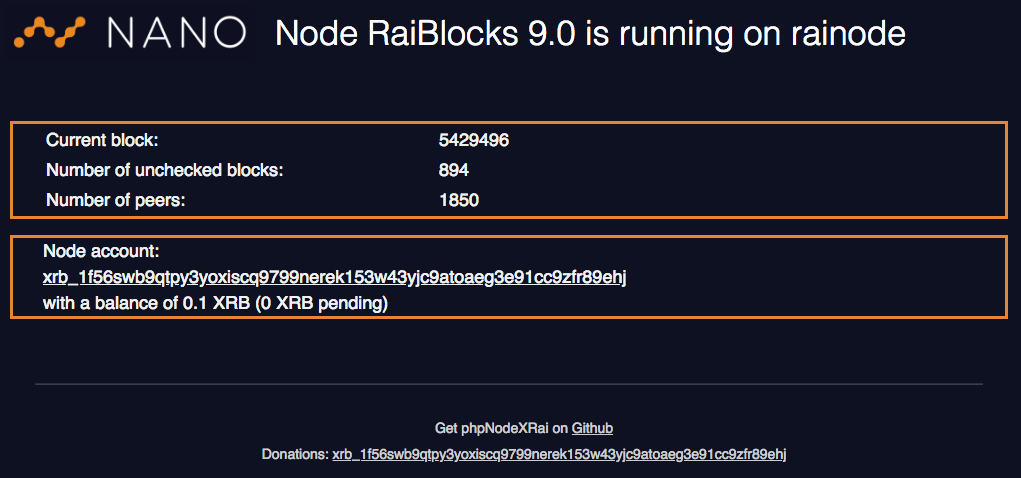 NANO Node RaiBlocks 9.0 is running on rainode
Current block: 5429496
Number of unchecked blocks: 894
Number of peers: 1850
Node account:
xrb_1f56swb9qtpy3yoxiscq9799nerek153w43yjc9atoaeg3e91cc9zfr89ehj
with a balance of 0.1 XRB (0 XRB pending)
Get phpNodeXRai on Github
Donations: xrb_1f56swb9qtpy3yoxiscq9799nerek153w43yjc9atoaeg3e91cc9zfr89ehj